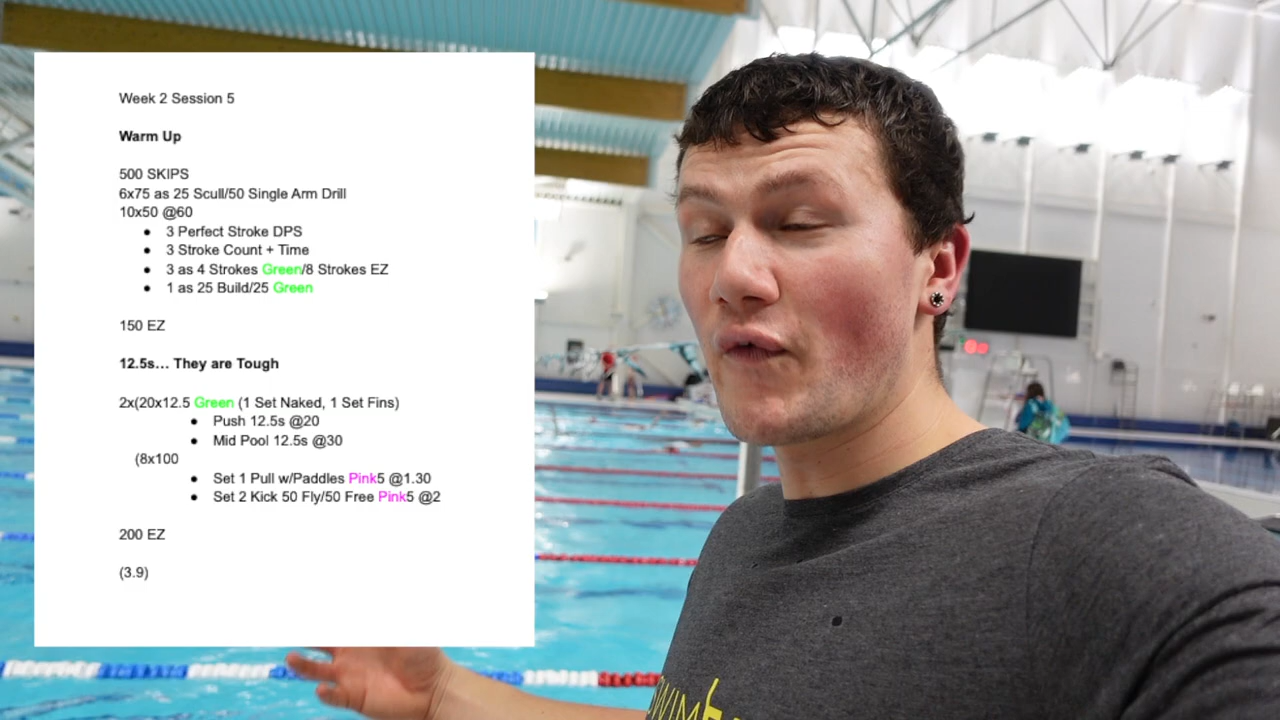 Week 2 Session 5
Warm Up
500 SKIPS
6x75 as 25 Scull/50 Single Arm Drill
10x50 @60
• 3 Perfect Stroke DPS
• 3 Stroke Count + Time
• 3 as 4 Strokes Green/8 Strokes EZ
• 1 as 25 Build/25 Green
150 EZ
12.5s... They are Tough
2x(20x12.5 Green (1 Set Naked, 1 Set Fins)
• Push 12.5s @20
• Mid Pool 12.5s @30
(8x100
• Set 1 Pull w/Paddles Pink5 @1.30
• Set 2 Kick 50 Fly/50 Free Pink5 @2
200 EZ
(3.9)